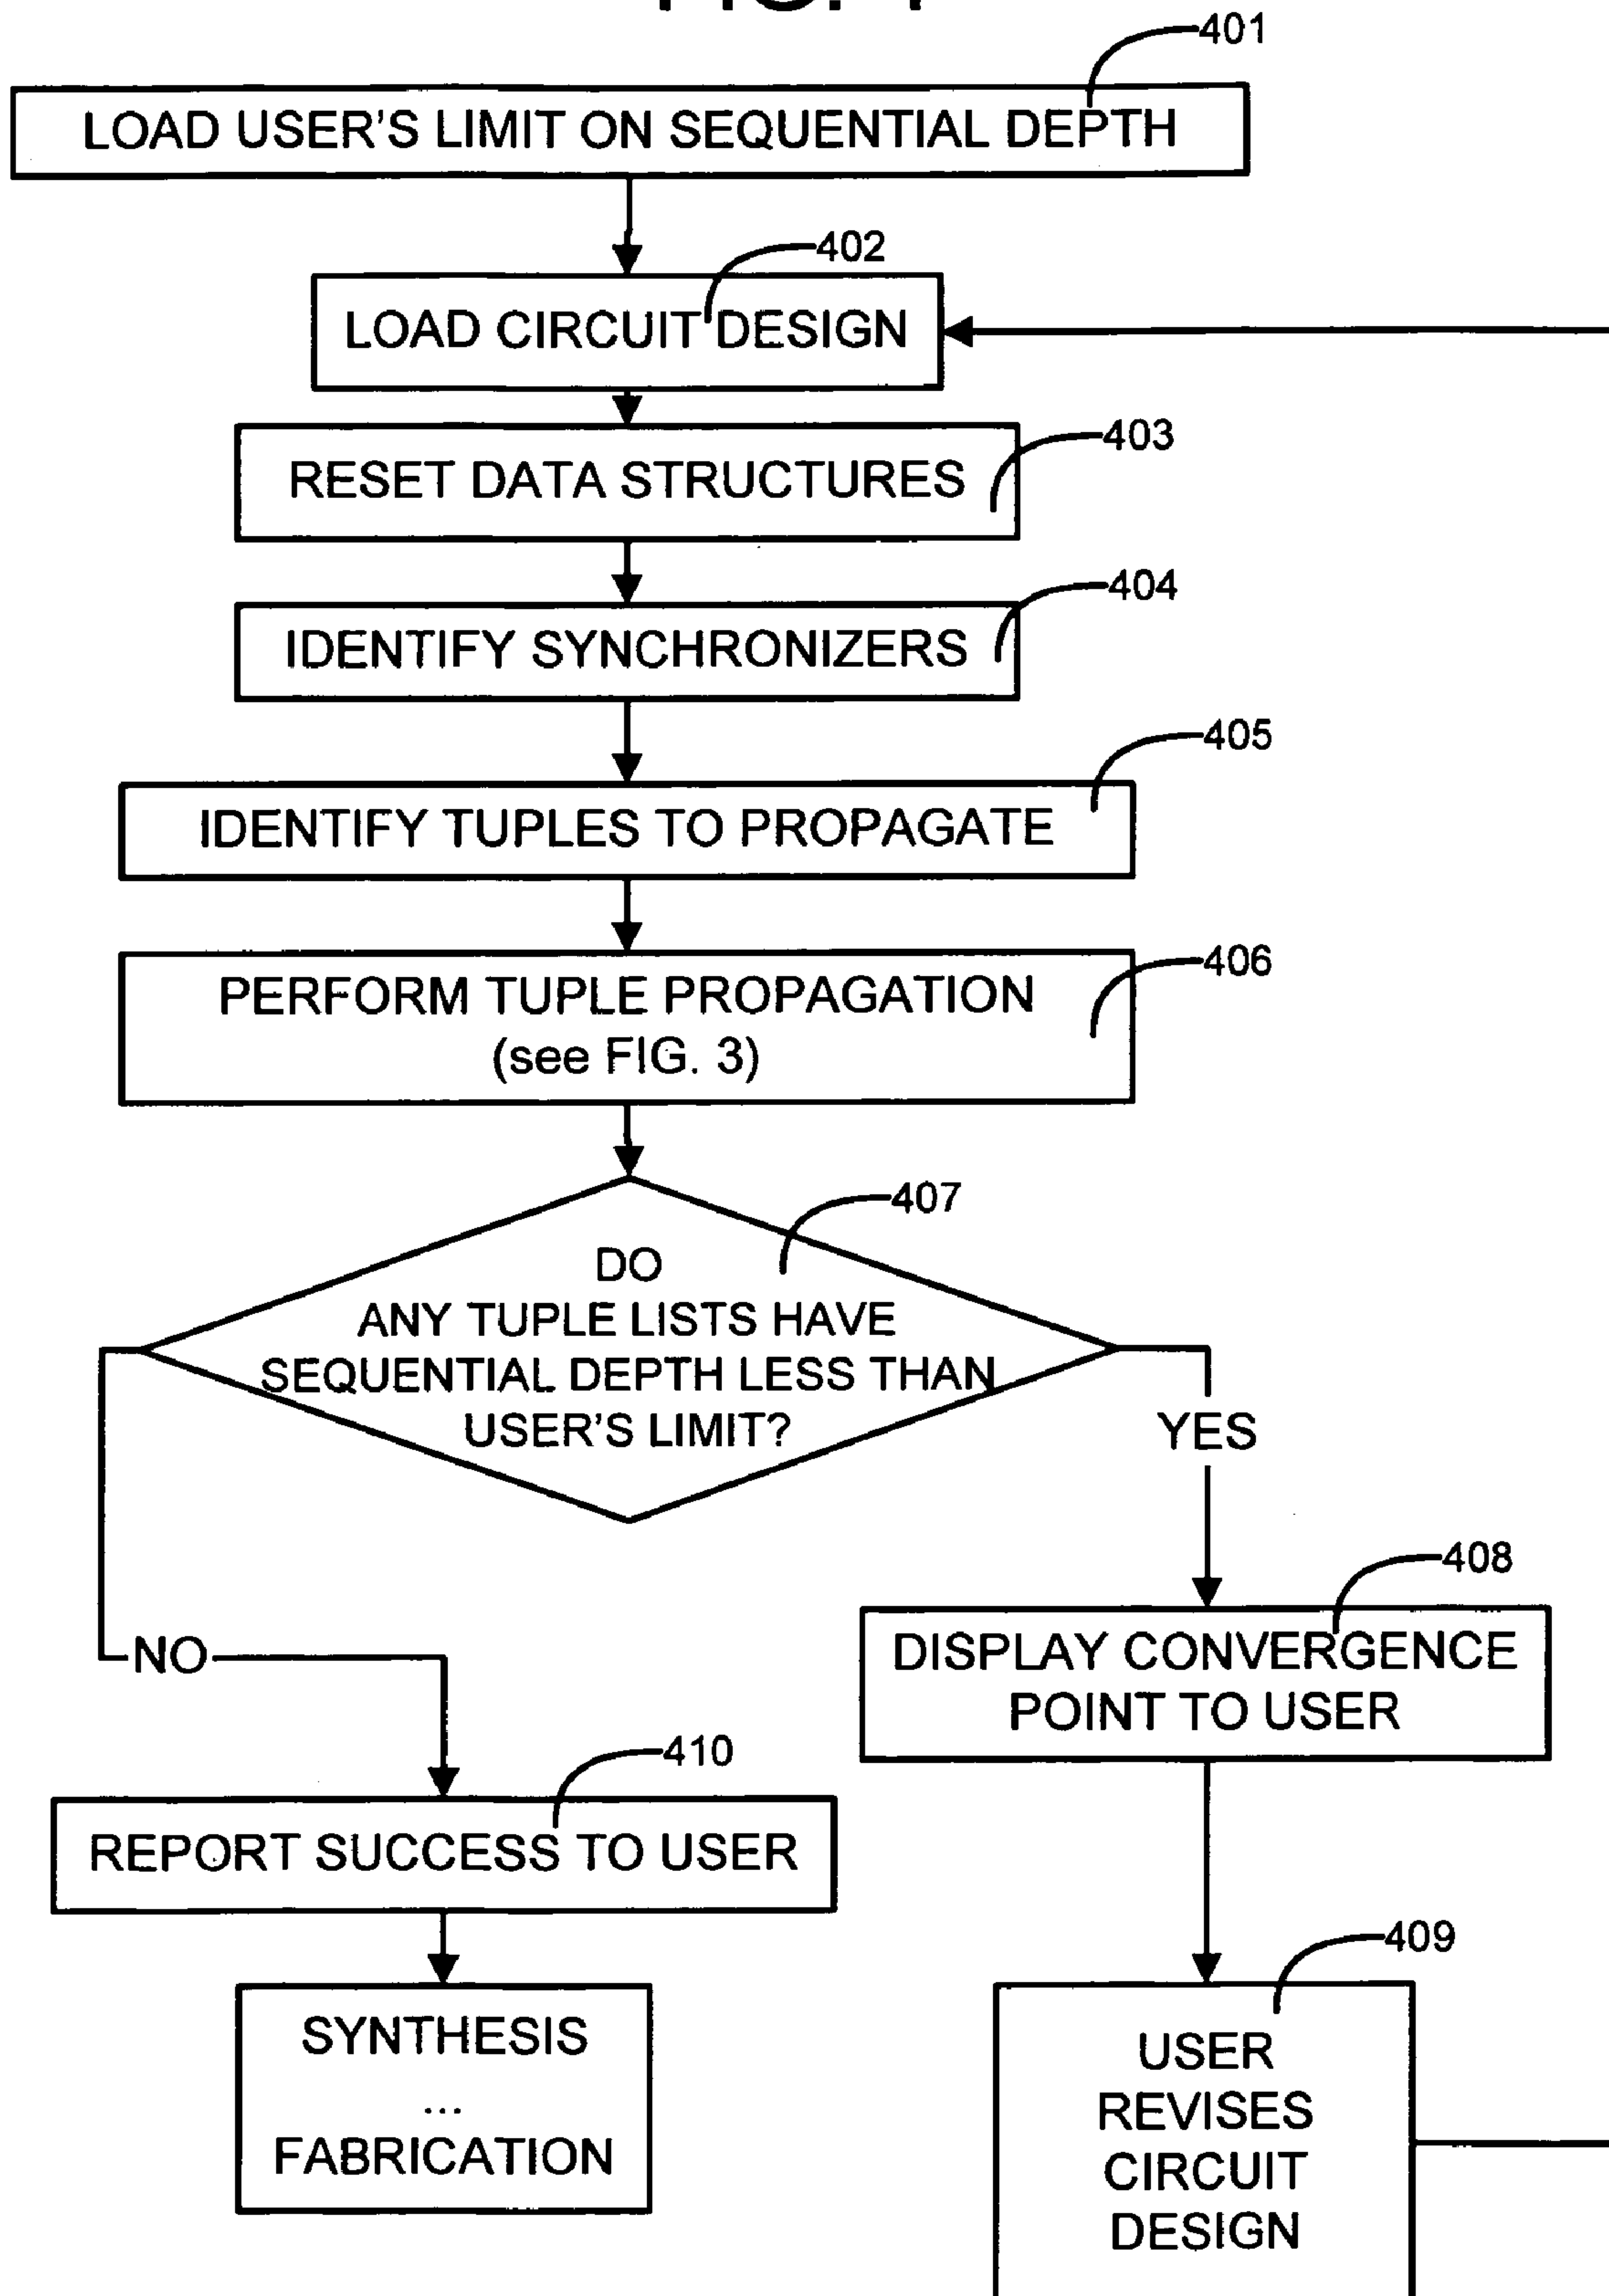 401
LOAD USER'S LIMIT ON SEQUENTIAL DEPTH
402
LOAD CIRCUIT DESIGN
403
RESET DATA STRUCTURES
404
IDENTIFY SYNCHRONIZERS
405
IDENTIFY TUPLES TO PROPAGATE
406
PERFORM TUPLE PROPAGATION
(see FIG. 3)
407
DO
ANY TUPLE LISTS HAVE
SEQUENTIAL DEPTH LESS THAN
USER'S LIMIT?
YES
NO
408
DISPLAY CONVERGENCE
POINT TO USER
410
REPORT SUCCESS TO USER
409
USER
REVISES
CIRCUIT
DESIGN
SYNTHESIS
...
FABRICATION